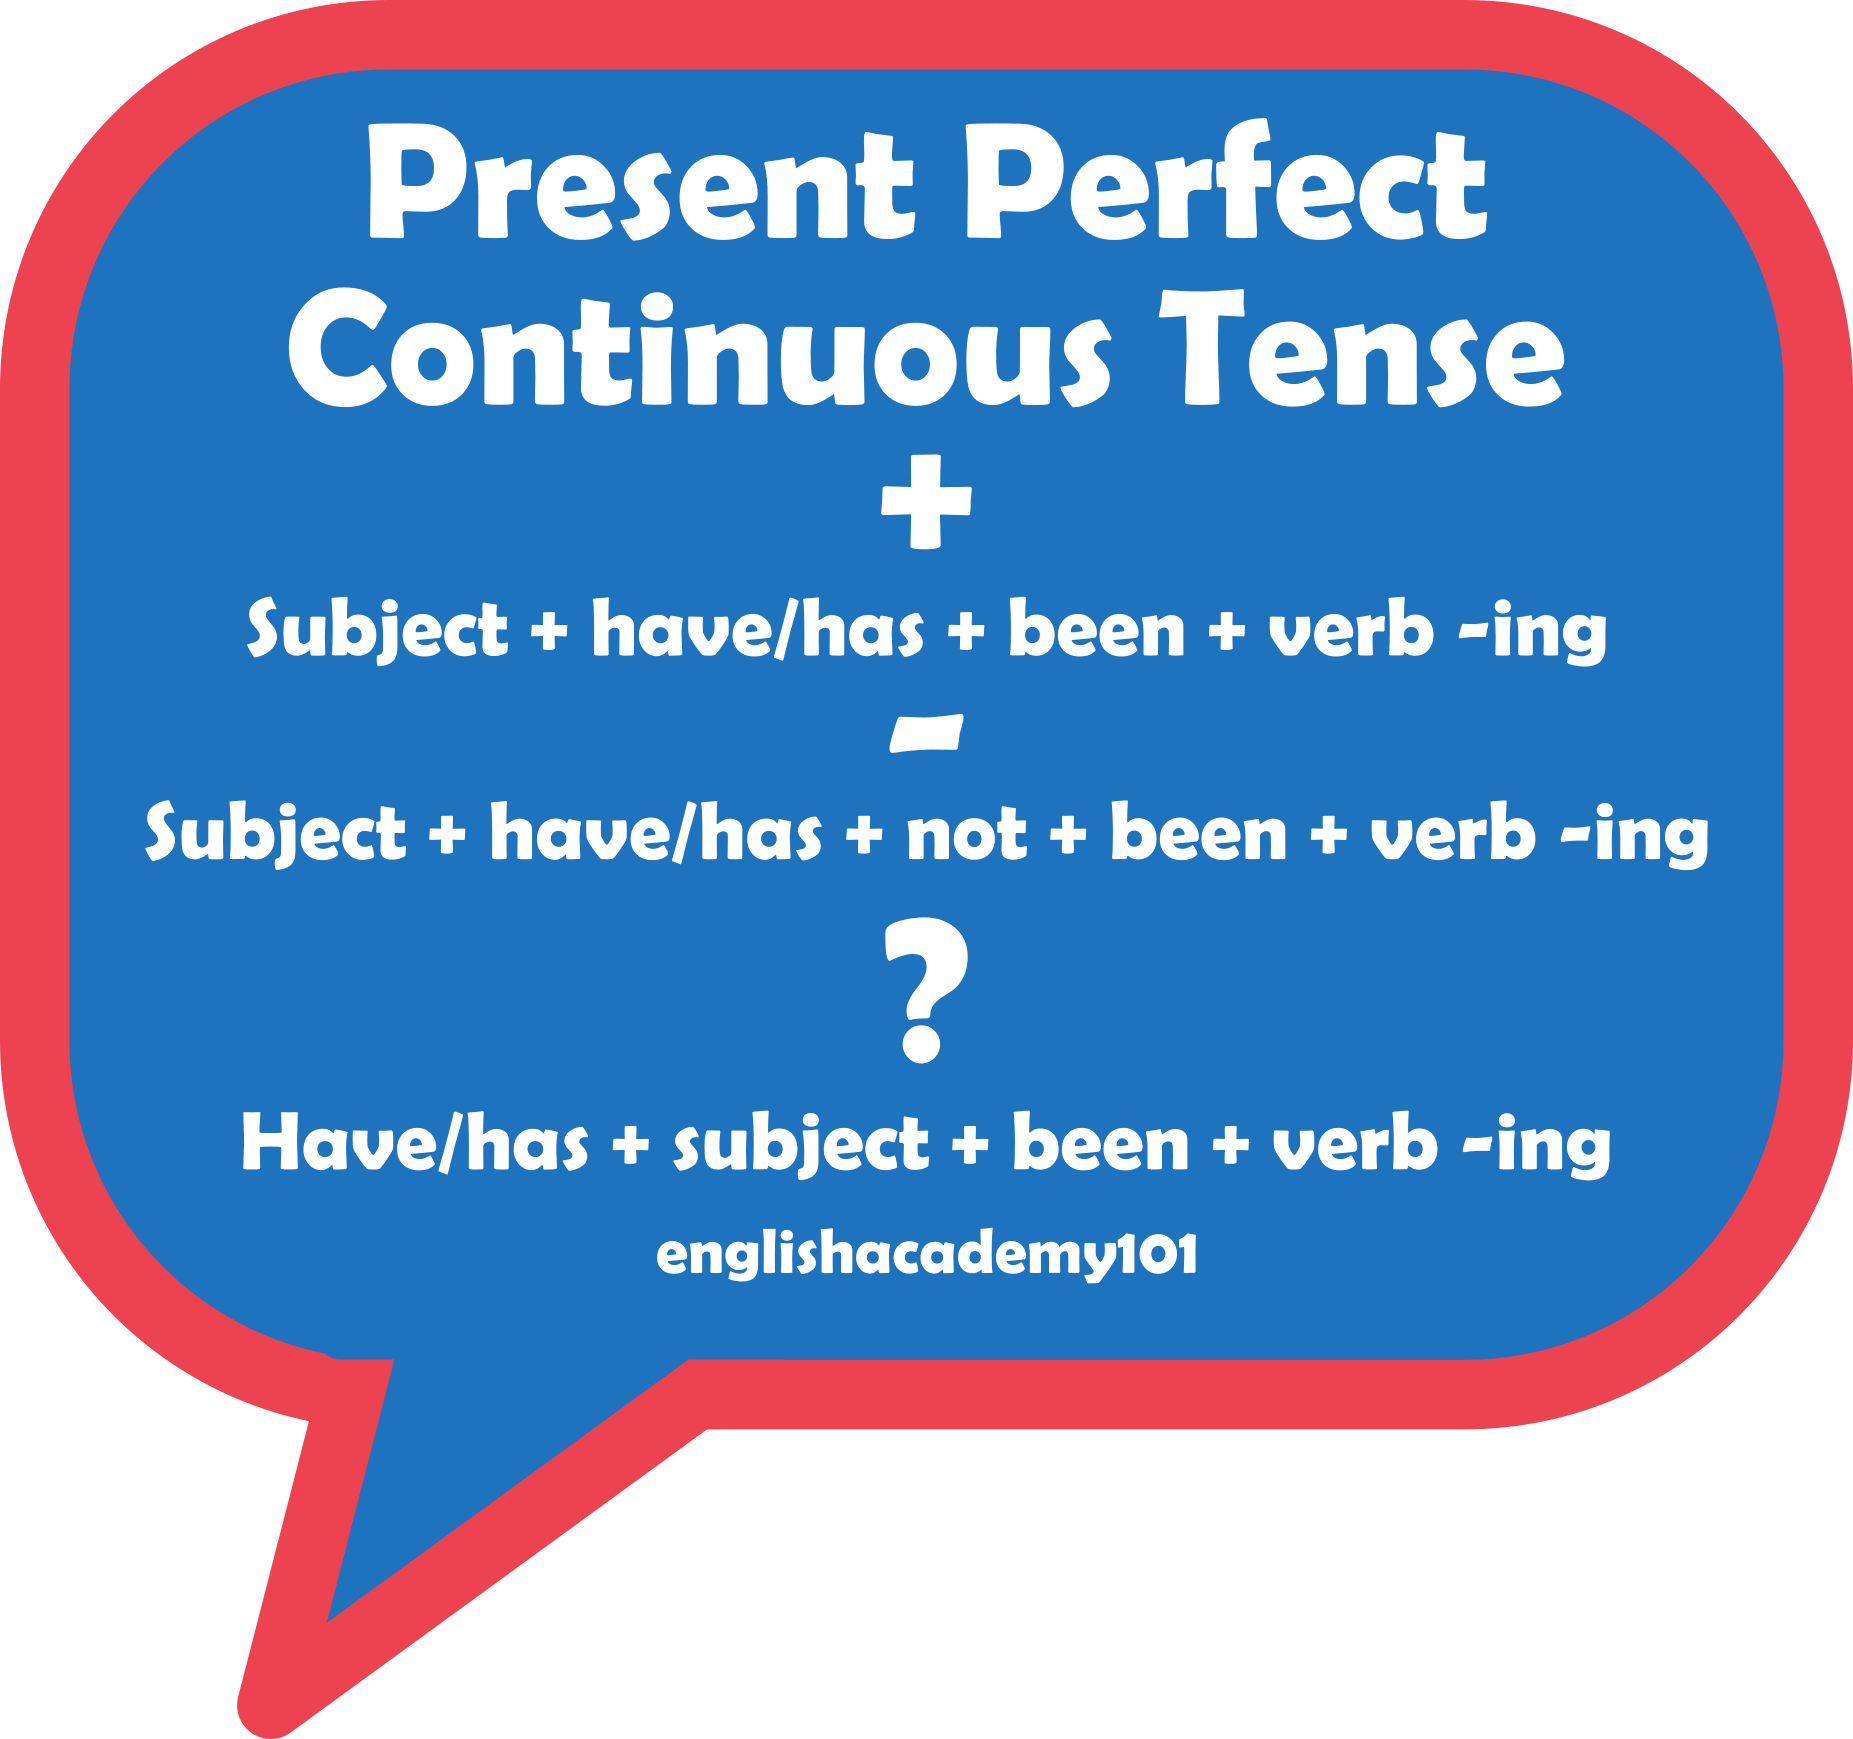 Present Perfect
Continuous Tense
+
Subject + have/has + been + verb -ing
-
Subject + have/has + not + been + verb -ing
?
Have/has + subject + been + verb -ing
englishacademy101